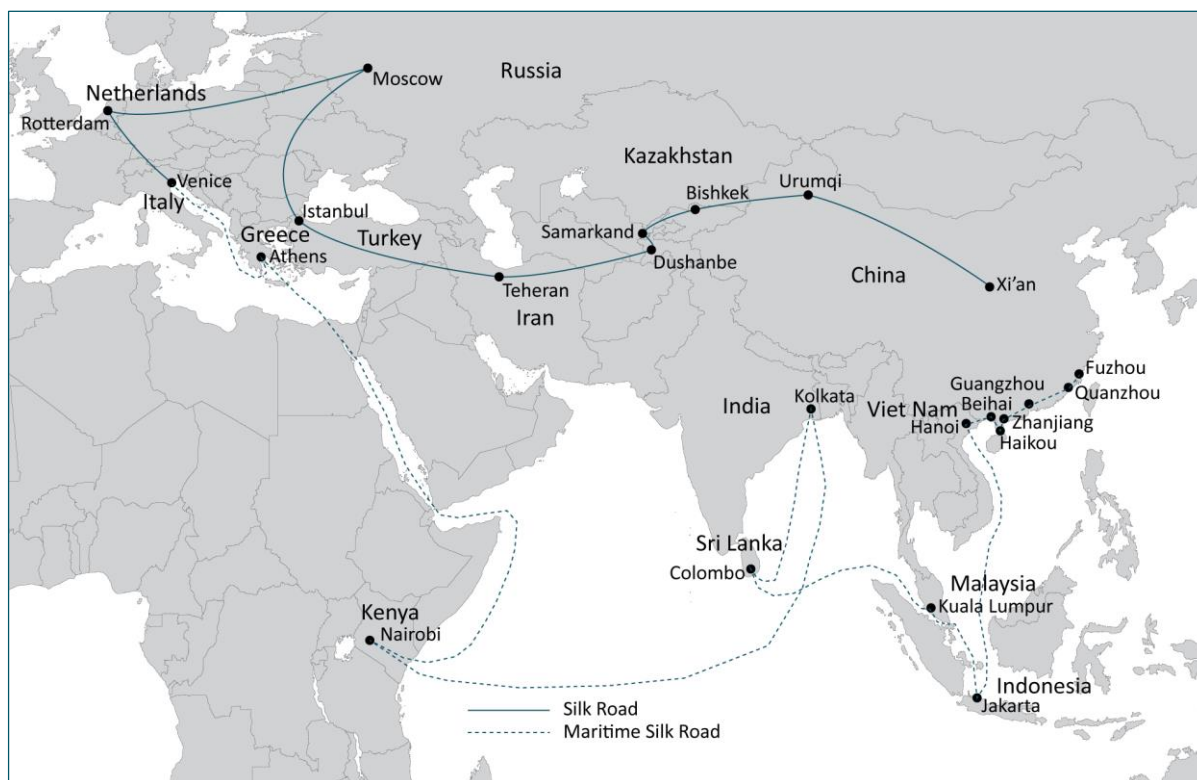 Moscow
Russia
Netherlands
Rotterdam
Kazakhstan
Venice
Urumqi
Bishkek
Italy
Istanbul
Samarkand
Greece
Turkey
Athens
Dushanbe
China
Teheran
Xi'an
Iran
Fuzhou
Guangzhou
Quanzhou
India
Kolkata
Viet Nam
Beihai
Hanoi
Zhanjiang
Haikou
Sri Lanka
Colombo
Malaysia
Kuala Lumpur
Kenya
Nairobi
Indonesia
Jakarta
Silk Road
Maritime Silk Road